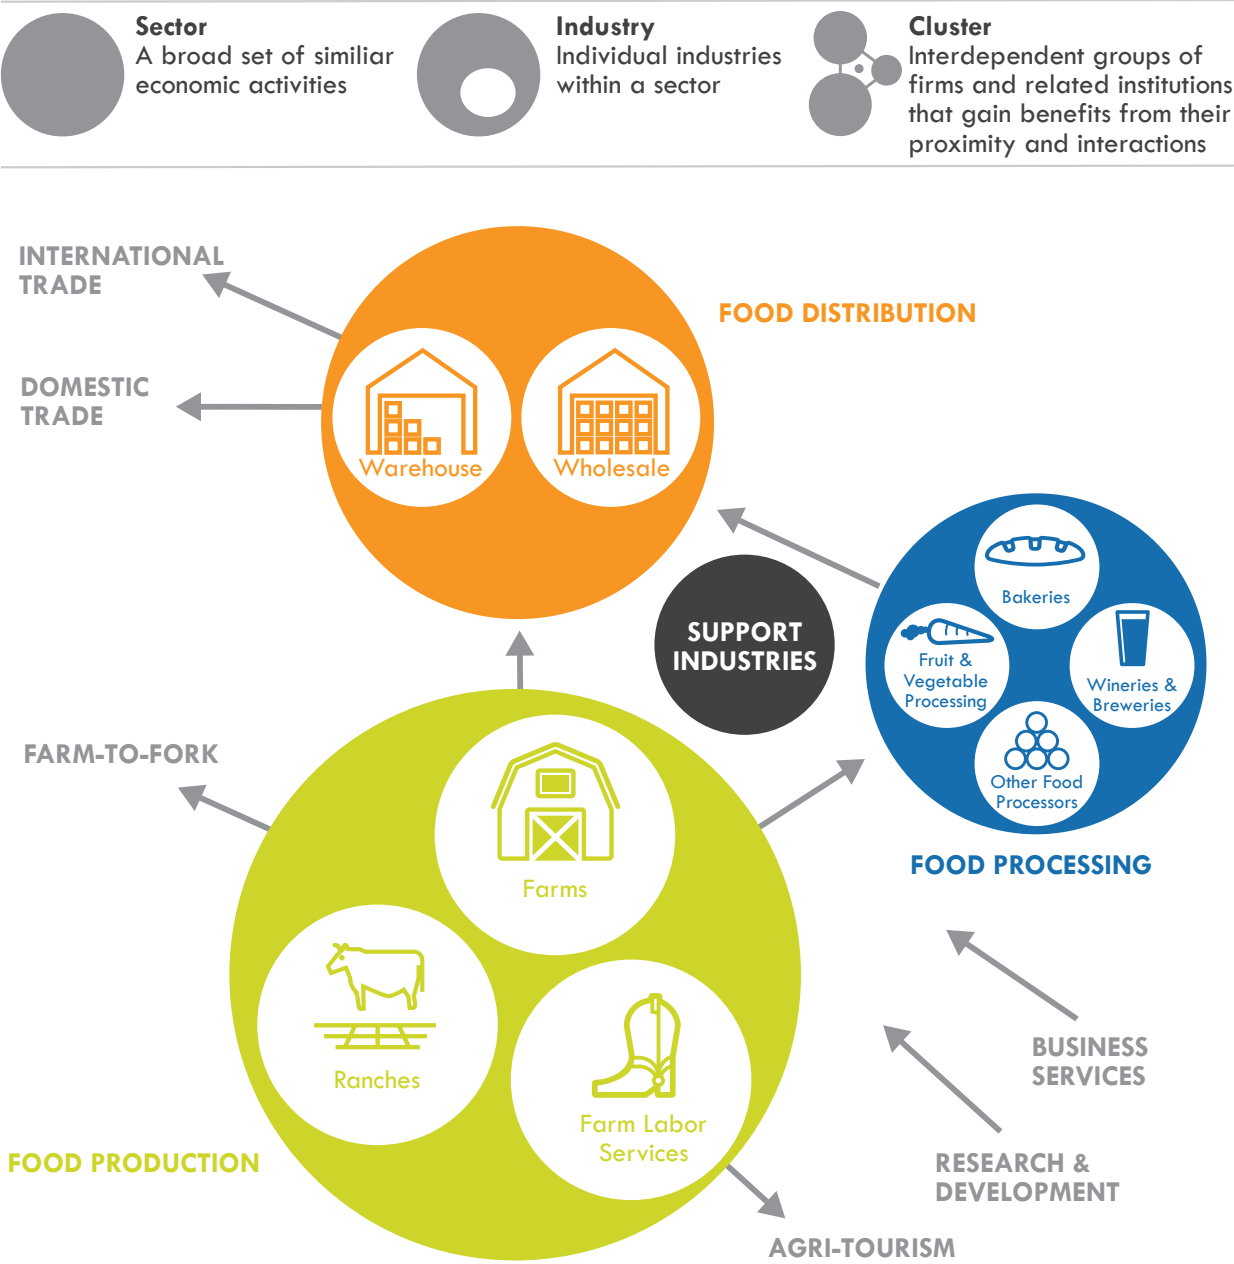 Sector
A broad set of similiar
economic activities
Industry
Individual industries
within a sector
Cluster
Interdependent groups of
firms and related institutions
that gain benefits from their
proximity and interactions
INTERNATIONAL
TRADE
FOOD DISTRIBUTION
DOMESTIC
TRADE
Warehouse
Wholesale
Bakeries
SUPPORT
INDUSTRIES
Fruit &
Vegetable
Processing
Wineries &
Breweries
Other Food
Processors
FARM-TO-FORK
FOOD PROCESSING
Farms
Ranches
Farm Labor
Services
BUSINESS
SERVICES
FOOD PRODUCTION
RESEARCH &
DEVELOPMENT
AGRI-TOURISM